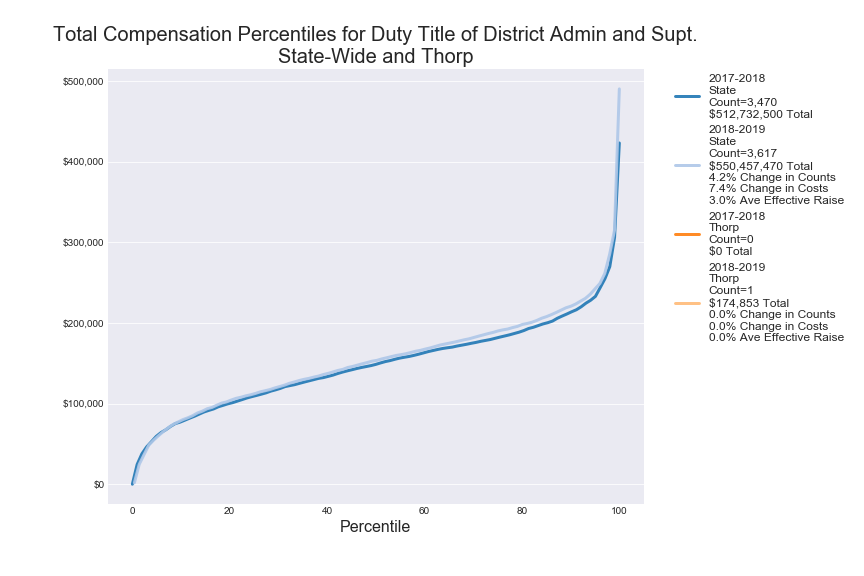 Total Compensation Percentiles for Duty Title of District Admin and Supt.
State-Wide and Thorp
$500,000
$400,000
$300,000
$200,000
$100,000
$0
0
20
40
60
80
100
Percentile
2017-2018
State
Count=3,470
$512,732,500 Total
2018-2019
State
Count=3,617
$550,457,470 Total
4.2% Change in Counts
7.4% Change in Costs
3.0% Ave Effective Raise
2017-2018
Thorp
Count=0
$0 Total
2018-2019
Thorp
Count=1
$174,853 Total
0.0% Change in Counts
0.0% Change in Costs
0.0% Ave Effective Raise